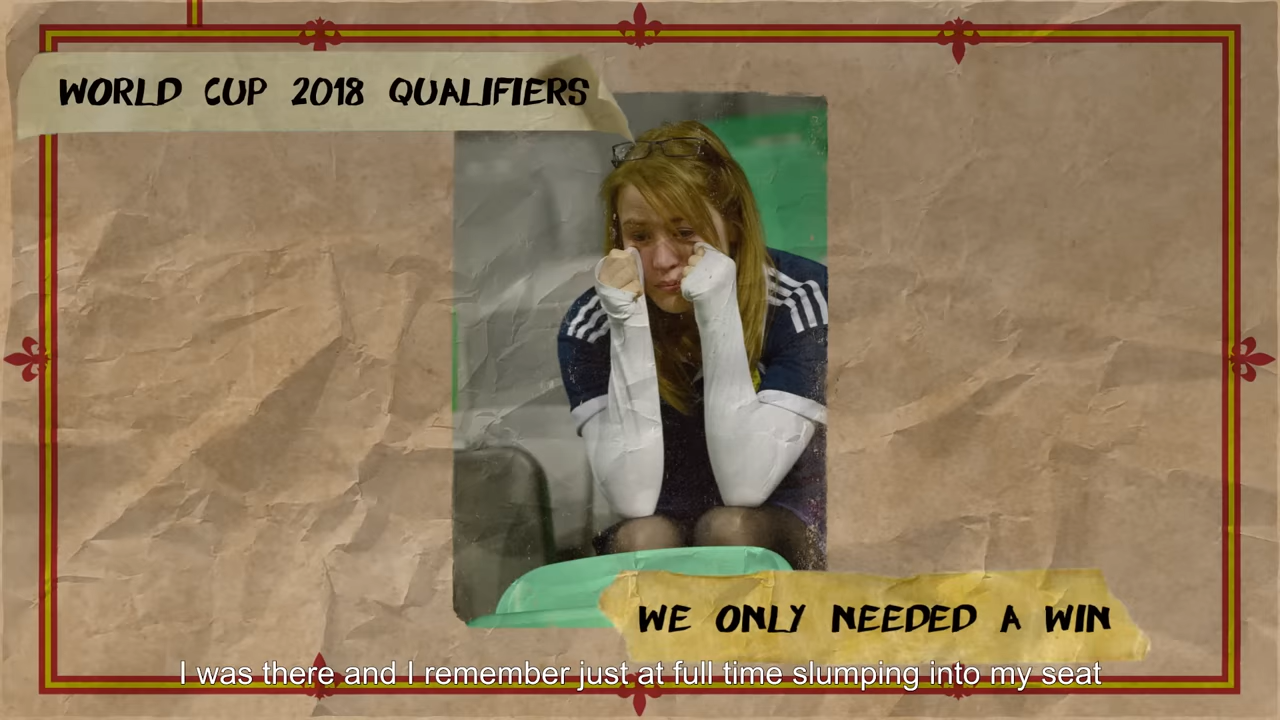 WORLD CUP 2018 QUALIFIERS
WE ONLY NEEDED A WIN
I was there and I remember just at full time slumping into my seat